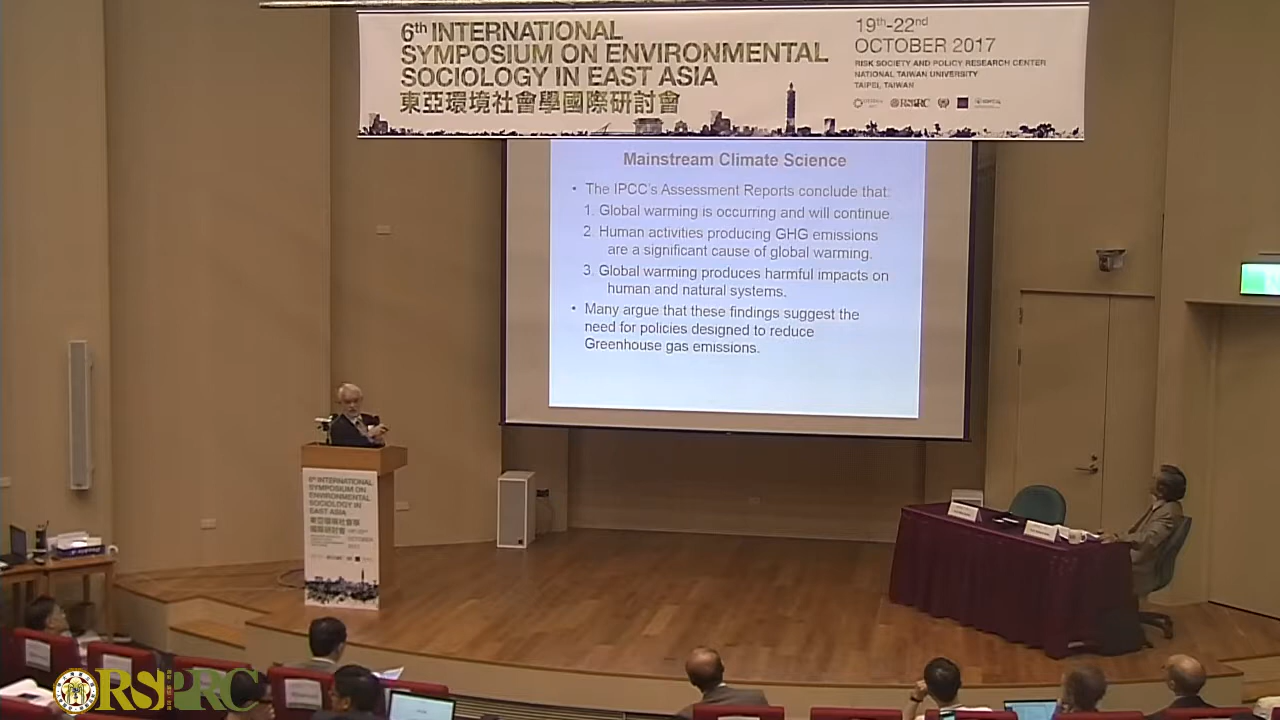 6th INTERNATIONAL
SYMPOSIUM ON ENVIRONMENTAL
SOCIOLOGY IN EAST ASIA
東亞環境社會學國際研討會
19th-22nd
OCTOBER 2017
RISK SOCIETY AND POLICY RESEARCH CENTER
NATIONAL TAIWAN UNIVERSITY
TAIPEI, TAIWAN
RSPRC
Mainstream Climate Science
• The IPCC's Assessment Reports conclude that:
1. Global warming is occurring and will continue.
2. Human activities producing GHG emissions
are a significant cause of global warming.
3. Global warming produces harmful impacts on
human and natural systems.
• Many argue that these findings suggest the
need for policies designed to reduce
Greenhouse gas emissions.
6th INTERNATIONAL
SYMPOSIUM ON
ENVIRONMENTAL
SOCIOLOGY IN
EAST ASIA
東亞環境社會學
國際研討會
19th-22nd
OCTOBER
2017
RSPRC